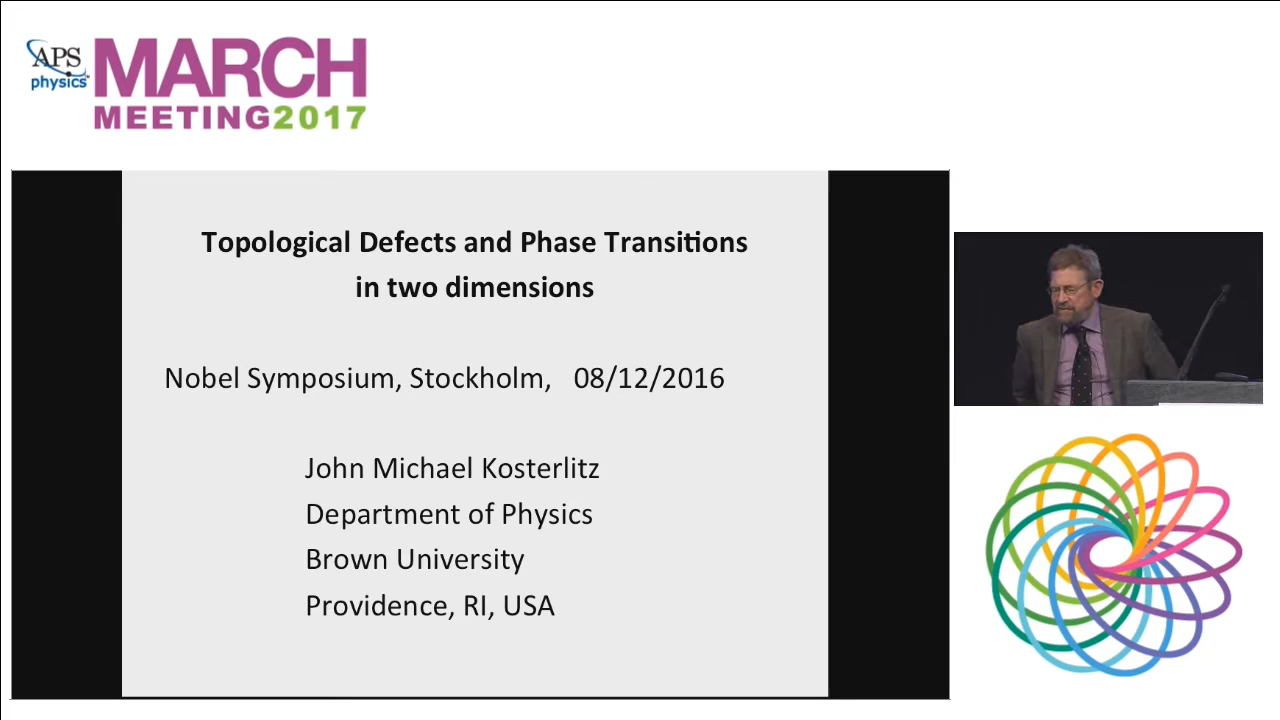 APS
physics
MARCH
MEETING2017
Topological Defects and Phase Transitions
in two dimensions
Nobel Symposium, Stockholm, 08/12/2016
John Michael Kosterlitz
Department of Physics
Brown University
Providence, RI, USA